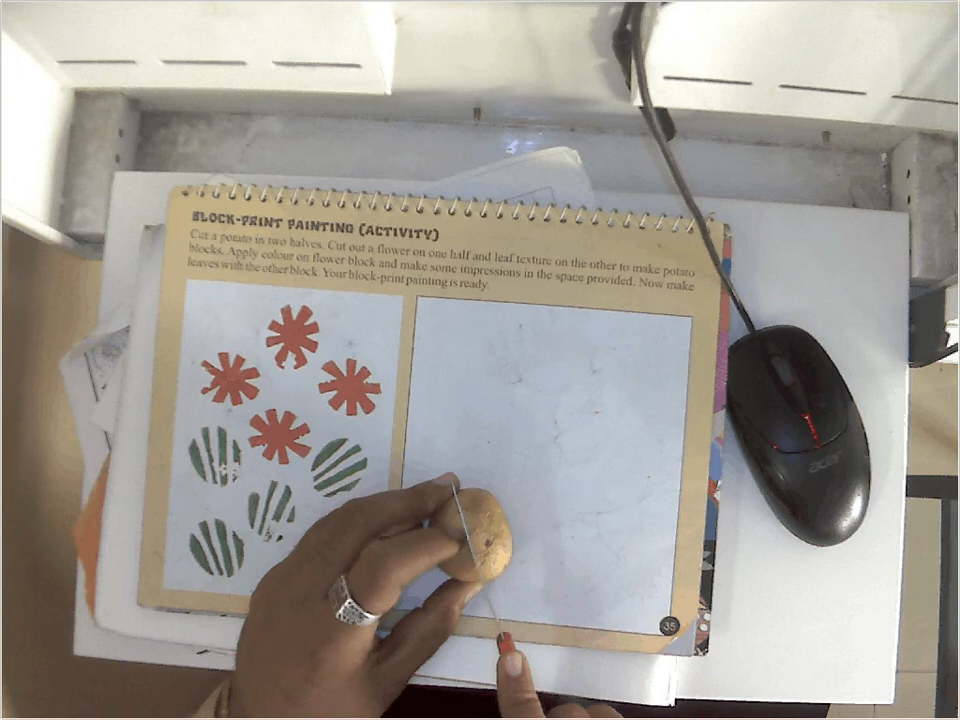 BLOCK-PRINT PAINTING (ACTIVITY)
Cut a potato in two halves. Cut out a flower on one half and leaf texture on the other to make potato
blocks. Apply colour on flower block and make some impressions in the space provided. Now make
leaves with the other block. Your block-print painting is ready.
acer
35